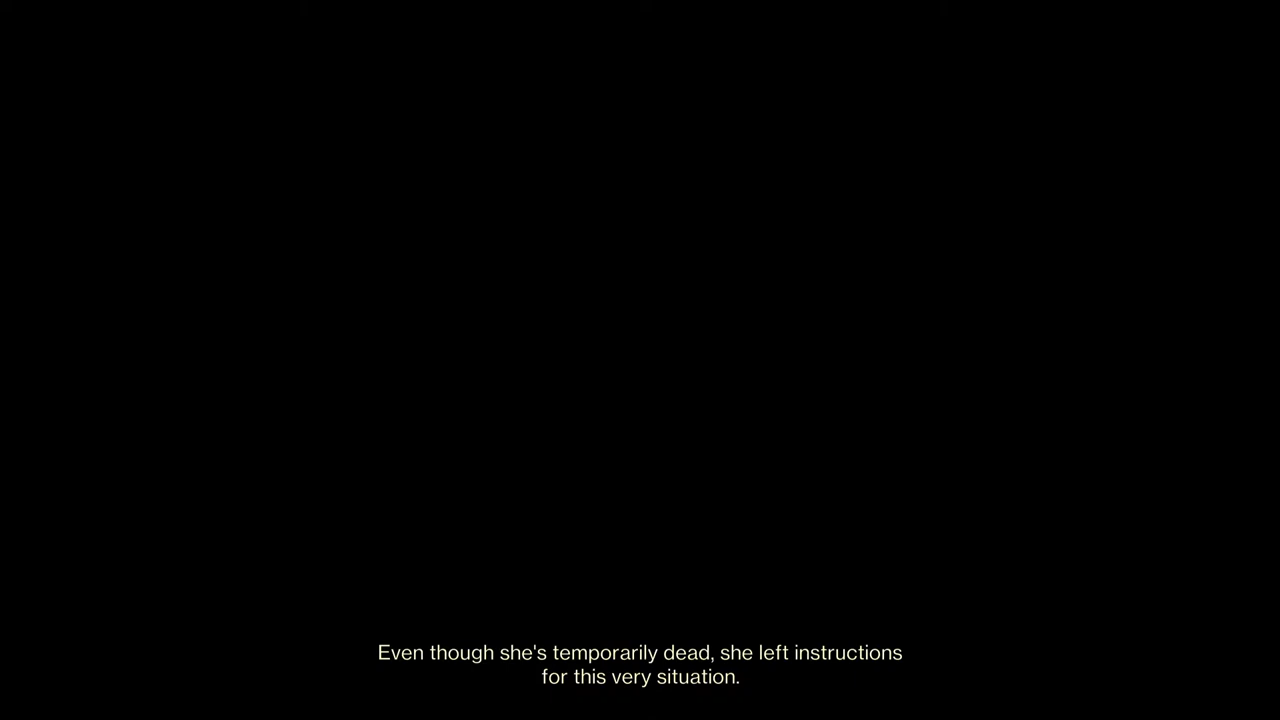 Even though she's temporarily dead, she left instructions
for this very situation.